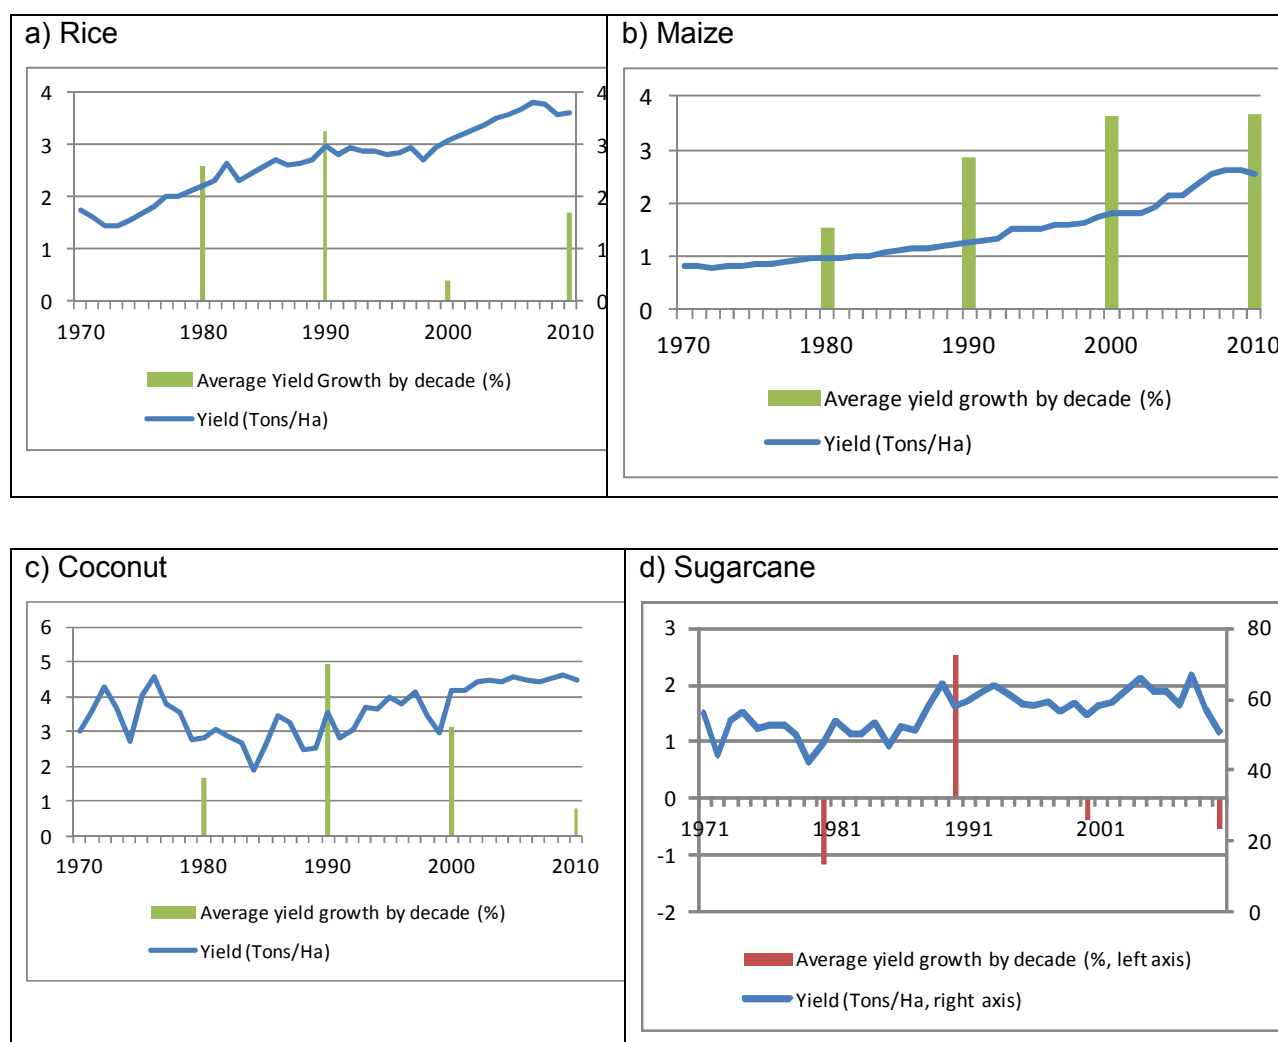 a) Rice
4
3
2
1
0
4
3
2
1
0
1970 1980 1990 2000 2010
Average Yield Growth by decade (%)
Yield (Tons/Ha)
b) Maize
4
3
2
1
0
1970 1980 1990 2000 2010
Average yield growth by decade (%)
Yield (Tons/Ha)
c) Coconut
6
5
4
3
2
1
0
1970 1980 1990 2000 2010
Average yield growth by decade (%)
Yield (Tons/Ha)
d) Sugarcane
3
2
1
0
-1
-2
80
60
40
20
0
1971 1981 1991 2001
Average yield growth by decade (%, left axis)
Yield (Tons/Ha, right axis)